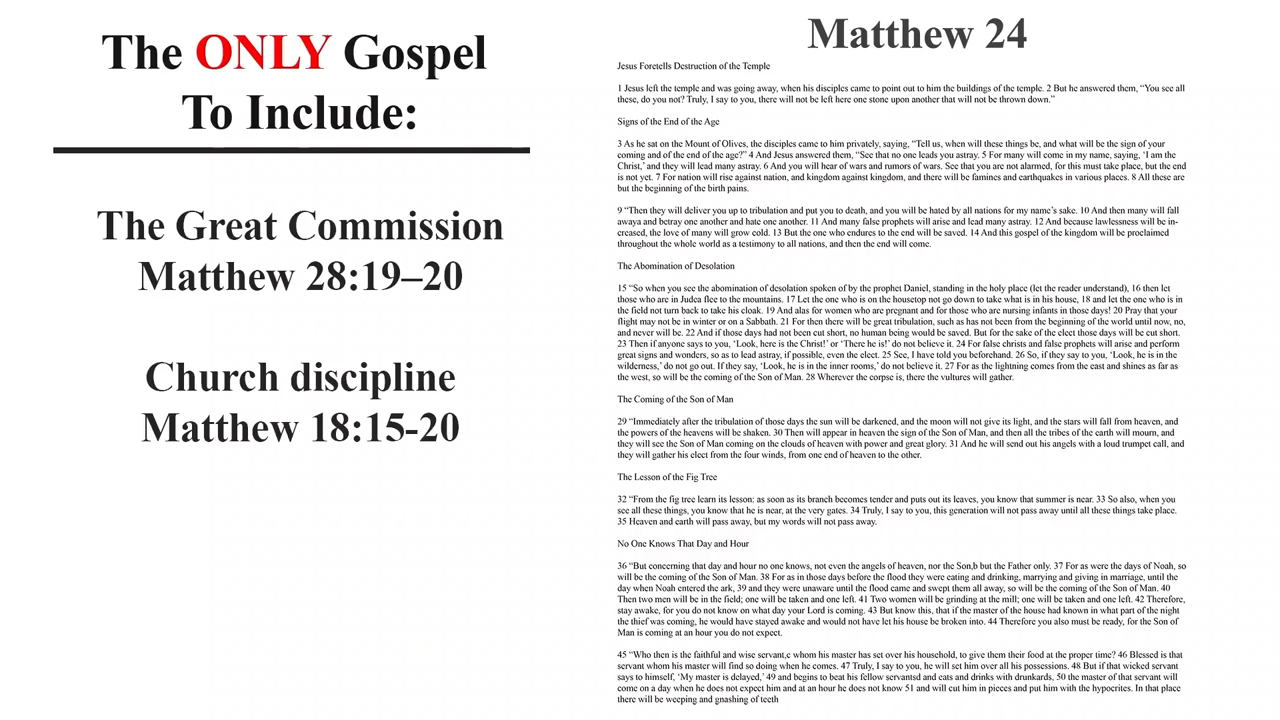 The ONLY Gospel
To Include:
The Great Commission
Matthew 28:19–20
Church discipline
Matthew 18:15-20
Matthew 24
Jesus Foretells Destruction of the Temple
1 Jesus left the temple and was going away, when his disciples came to point out to him the buildings of the temple. 2 But he answered them, “You see all
these, do you not? Truly, I say to you, there will not be left here one stone upon another that will not be thrown down.”
Signs of the End of the Age
3 As he sat on the Mount of Olives, the disciples came to him privately, saying, “Tell us, when will these things be, and what will be the sign of your
coming and of the end of the age?” 4 And Jesus answered them, “See that no one leads you astray. 5 For many will come in my name, saying, ‘I am the
Christ,’ and they will lead many astray. 6 And you will hear of wars and rumors of wars. See that you are not alarmed, for this must take place, but the end
is not yet. 7 For nation will rise against nation, and kingdom against kingdom, and there will be famines and earthquakes in various places. 8 All these are
but the beginning of the birth pains.
9 “Then they will deliver you up to tribulation and put you to death, and you will be hated by all nations for my name’s sake. 10 And then many will fall
awaya and betray one another and hate one another. 11 And many false prophets will arise and lead many astray. 12 And because lawlessness will be in-
creased, the love of many will grow cold. 13 But the one who endures to the end will be saved. 14 And this gospel of the kingdom will be proclaimed
throughout the whole world as a testimony to all nations, and then the end will come.
The Abomination of Desolation
15 “So when you see the abomination of desolation spoken of by the prophet Daniel, standing in the holy place (let the reader understand), 16 then let
those who are in Judea flee to the mountains. 17 Let the one who is on the housetop not go down to take what is in his house, 18 and let the one who is in
the field not turn back to take his cloak. 19 And alas for women who are pregnant and for those who are nursing infants in those days! 20 Pray that your
flight may not be in winter or on a Sabbath. 21 For then there will be great tribulation, such as has not been from the beginning of the world until now, no,
and never will be. 22 And if those days had not been cut short, no human being would be saved. But for the sake of the elect those days will be cut short.
23 Then if anyone says to you, ‘Look, here is the Christ!’ or ‘There he is!’ do not believe it. 24 For false christs and false prophets will arise and perform
great signs and wonders, so as to lead astray, if possible, even the elect. 25 See, I have told you beforehand. 26 So, if they say to you, ‘Look, he is in the
wilderness,’ do not go out. If they say, ‘Look, he is in the inner rooms,’ do not believe it. 27 For as the lightning comes from the east and shines as far as
the west, so will be the coming of the Son of Man. 28 Wherever the corpse is, there the vultures will gather.
The Coming of the Son of Man
29 “Immediately after the tribulation of those days the sun will be darkened, and the moon will not give its light, and the stars will fall from heaven, and
the powers of the heavens will be shaken. 30 Then will appear in heaven the sign of the Son of Man, and then all the tribes of the earth will mourn, and
they will see the Son of Man coming on the clouds of heaven with power and great glory. 31 And he will send out his angels with a loud trumpet call, and
they will gather his elect from the four winds, from one end of heaven to the other.
The Lesson of the Fig Tree
32 “From the fig tree learn its lesson: as soon as its branch becomes tender and puts out its leaves, you know that summer is near. 33 So also, when you
see all these things, you know that he is near, at the very gates. 34 Truly, I say to you, this generation will not pass away until all these things take place.
35 Heaven and earth will pass away, but my words will not pass away.
No One Knows That Day and Hour
36 “But concerning that day and hour no one knows, not even the angels of heaven, nor the Son,b but the Father only. 37 For as were the days of Noah, so
will be the coming of the Son of Man. 38 For as in those days before the flood they were eating and drinking, marrying and giving in marriage, until the
day when Noah entered the ark, 39 and they were unaware until the flood came and swept them all away, so will be the coming of the Son of Man. 40
Then two men will be in the field; one will be taken and one left. 41 Two women will be grinding at the mill; one will be taken and one left. 42 Therefore,
stay awake, for you do not know on what day your Lord is coming. 43 But know this, that if the master of the house had known in what part of the night
the thief was coming, he would have stayed awake and would not have let his house be broken into. 44 Therefore you also must be ready, for the Son of
Man is coming at an hour you do not expect.
45 “Who then is the faithful and wise servant,c whom his master has set over his household, to give them their food at the proper time? 46 Blessed is that
servant whom his master will find so doing when he comes. 47 Truly, I say to you, he will set him over all his possessions. 48 But if that wicked servant
says to himself, ‘My master is delayed,’ 49 and begins to beat his fellow servantsd and eats and drinks with drunkards, 50 the master of that servant will
come on a day when he does not expect him and at an hour he does not know 51 and will cut him in pieces and put him with the hypocrites. In that place
there will be weeping and gnashing of teeth